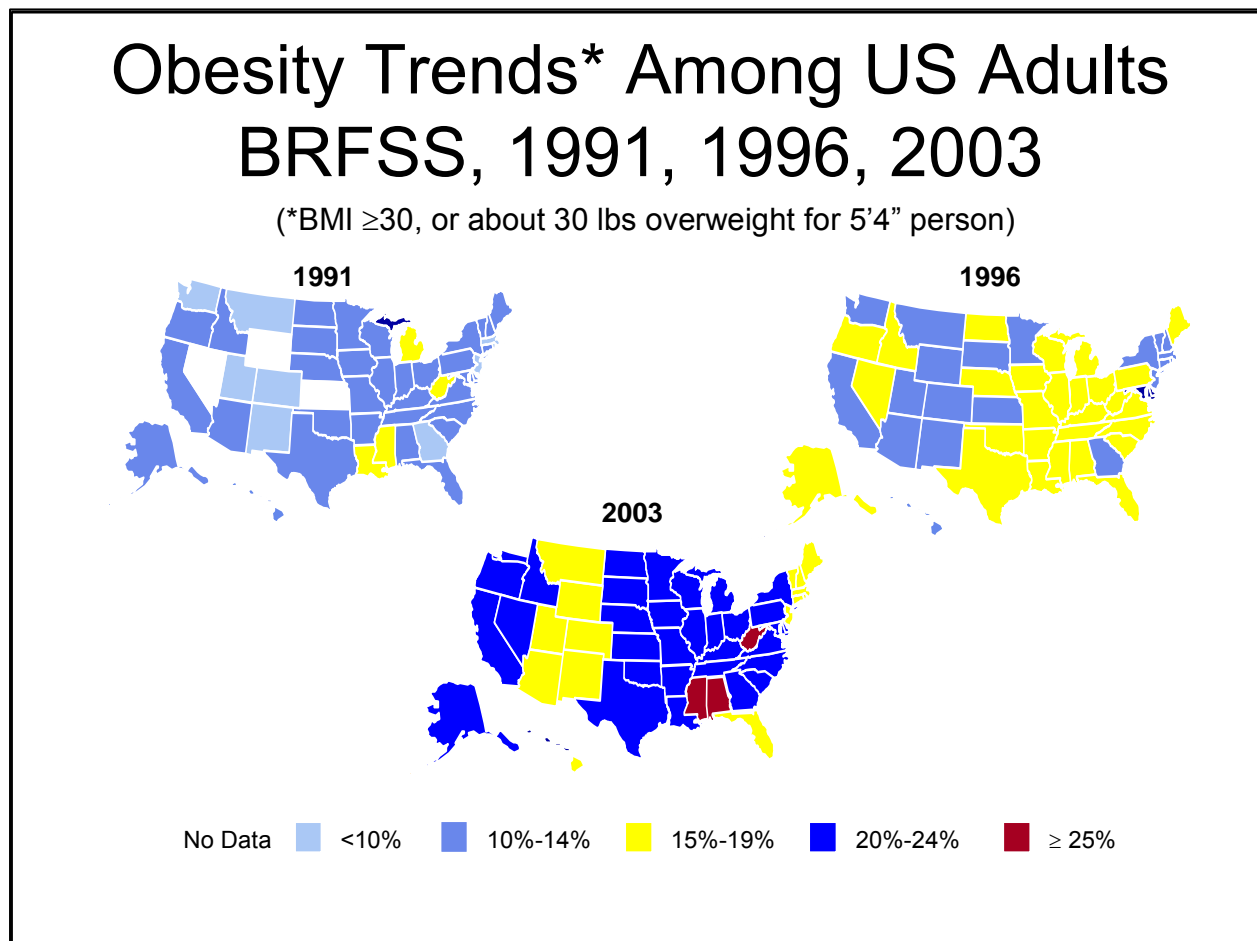 Obesity Trends* Among US Adults
BRFSS, 1991, 1996, 2003
(*BMI ≥30, or about 30 lbs overweight for 5’4” person)
1991
1996
2003
No Data <10% 10%-14% 15%-19% 20%-24% ≥ 25%